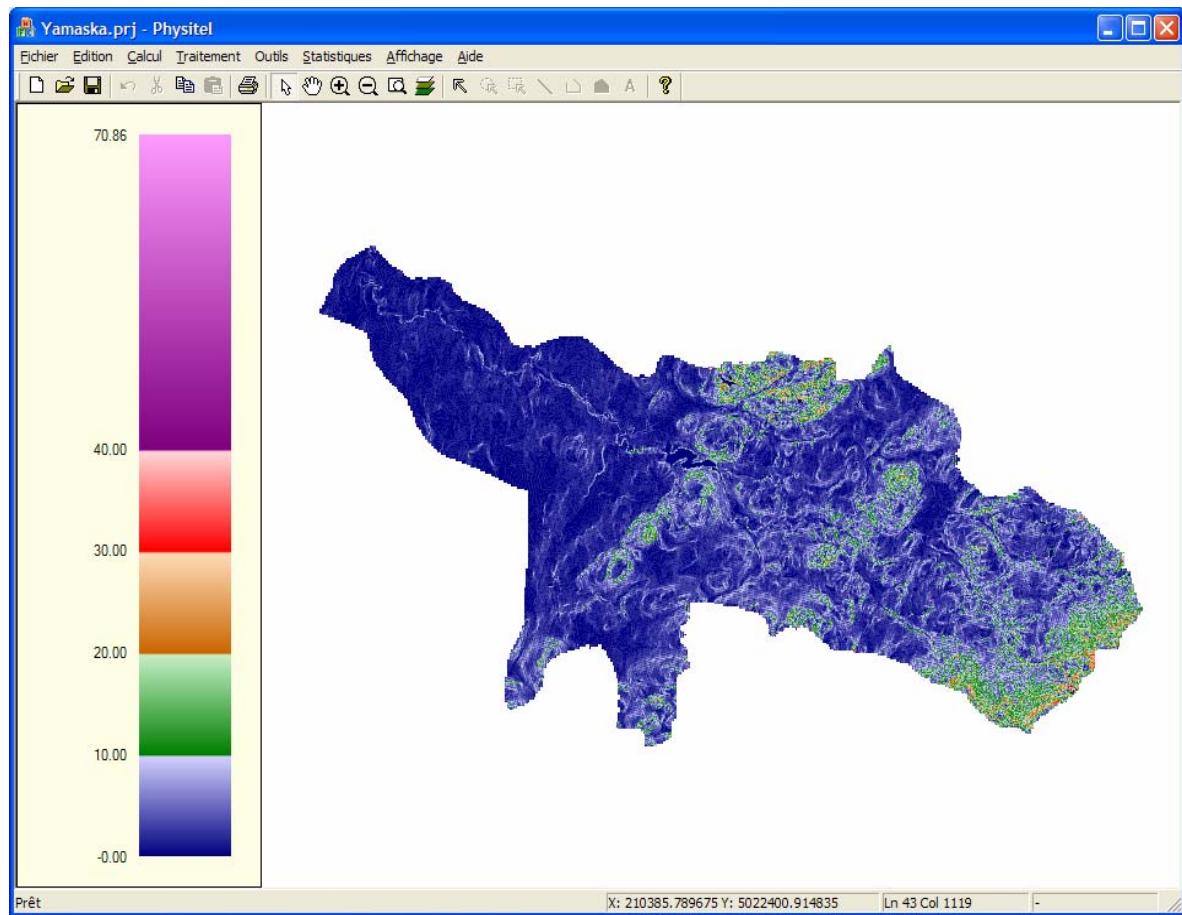 Yamaska.prj - Physitel
Fichier Edition Calcul Traitement Outils Statistiques Affichage Aide
A ?
70.86
40.00
30.00
20.00
10.00
-0.00
Prêt X: 210385.789675 Y: 5022400.914835 Ln 43 Col 1119 -